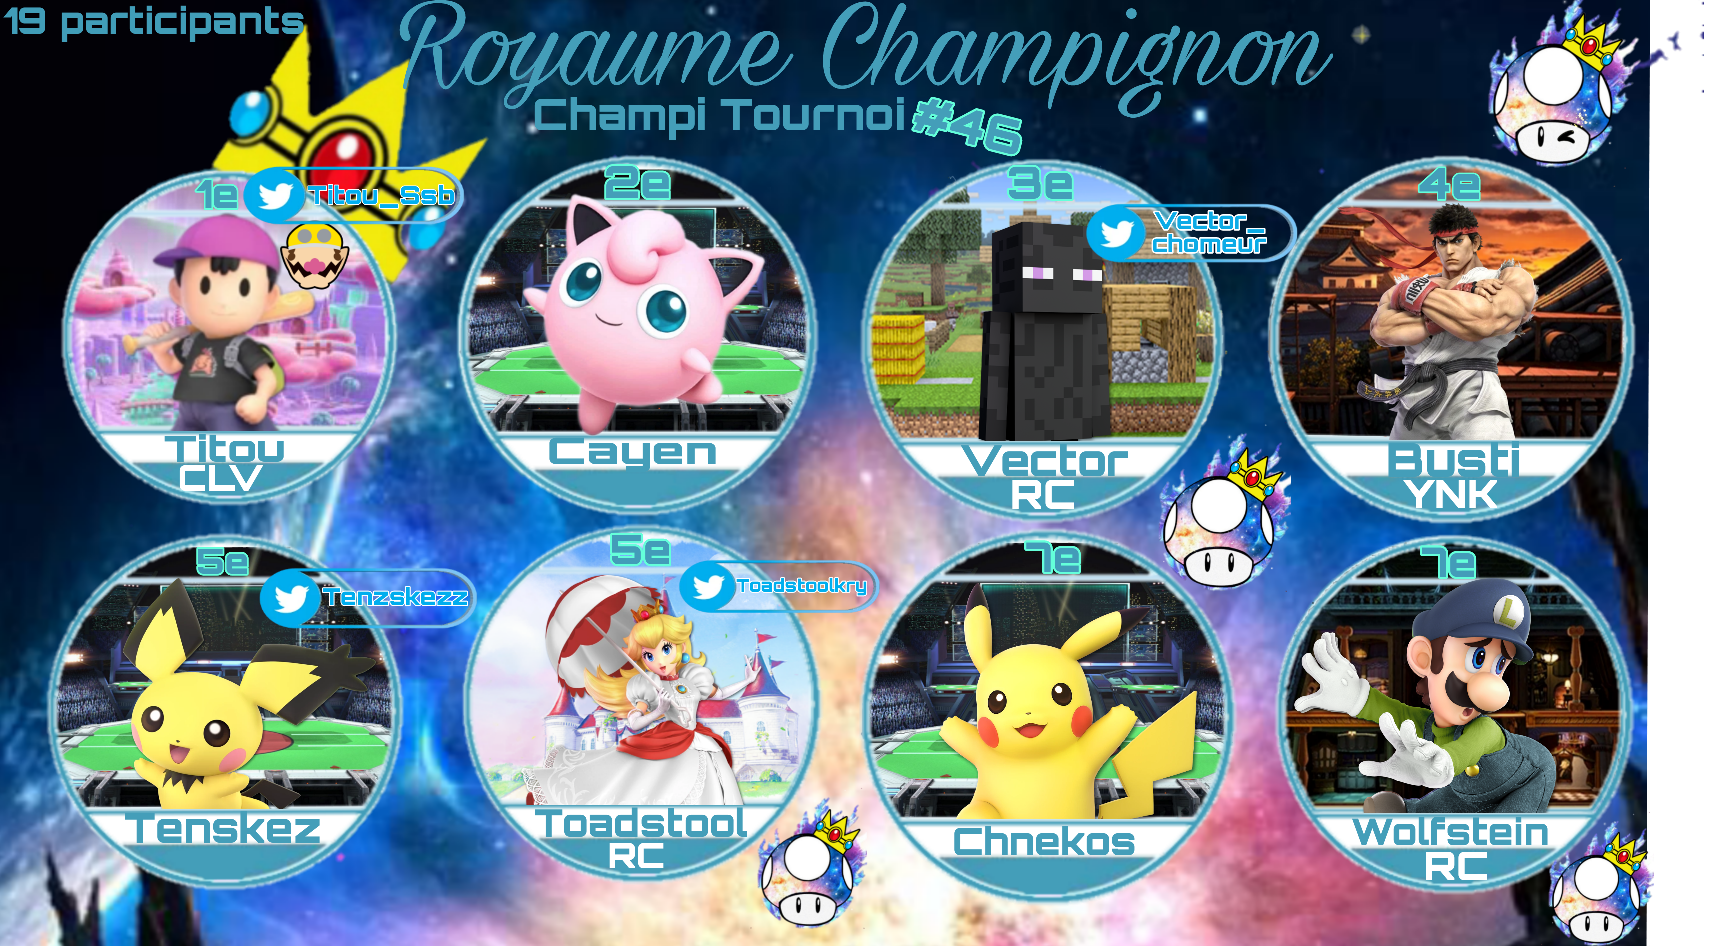 19 participants
Royaume Champignon
Champi Tournoi #46
1e
Titou_Ssb
Titou
CLV
2e
Cayen
3e
Vector_
chomeur
Vector
RC
4e
Busti
YNK
5e
Tenzskezz
Tenskez
5e
Toadstoolkry
Toadstool
RC
7e
Chnekos
7e
L
Wolfstein
RC